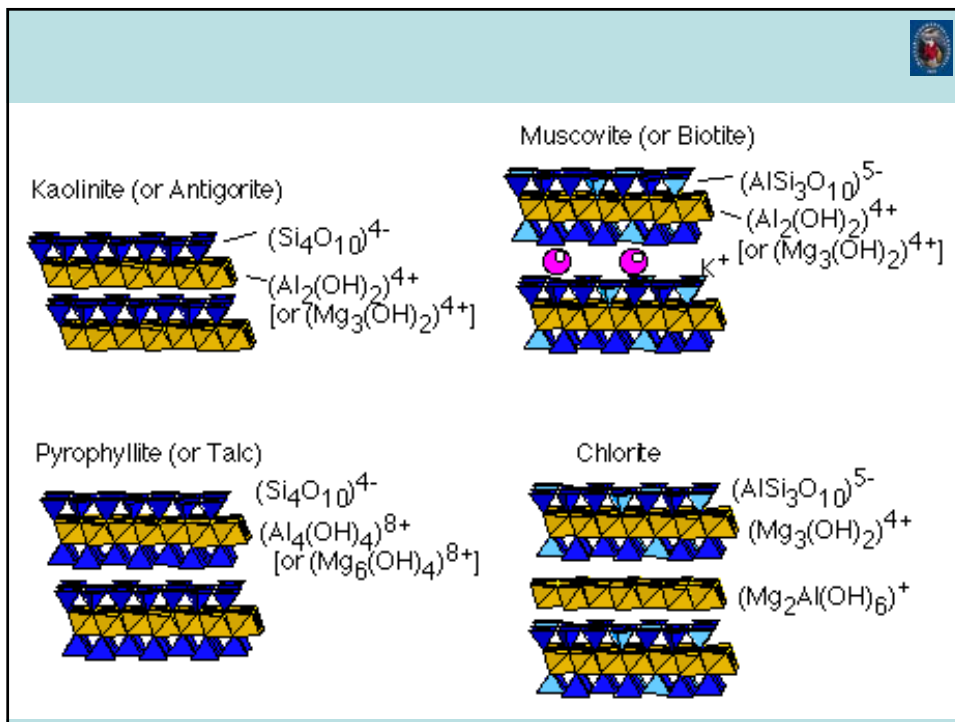 Kaolinite (or Antigorite)
(Si₄O₁₀)⁴⁻
(Al₂(OH)₂)⁴⁺
[or (Mg₃(OH)₂)⁴⁺]
Muscovite (or Biotite)
(AlSi₃O₁₀)⁵⁻
(Al₂(OH)₂)⁴⁺
[or (Mg₃(OH)₂)⁴⁺]
K⁺
Pyrophyllite (or Talc)
(Si₄O₁₀)⁴⁻
(Al₄(OH)₄)⁸⁺
[or (Mg₆(OH)₄)⁸⁺]
Chlorite
(AlSi₃O₁₀)⁵⁻
(Mg₃(OH)₂)⁴⁺
(Mg₂Al(OH)₆)⁺